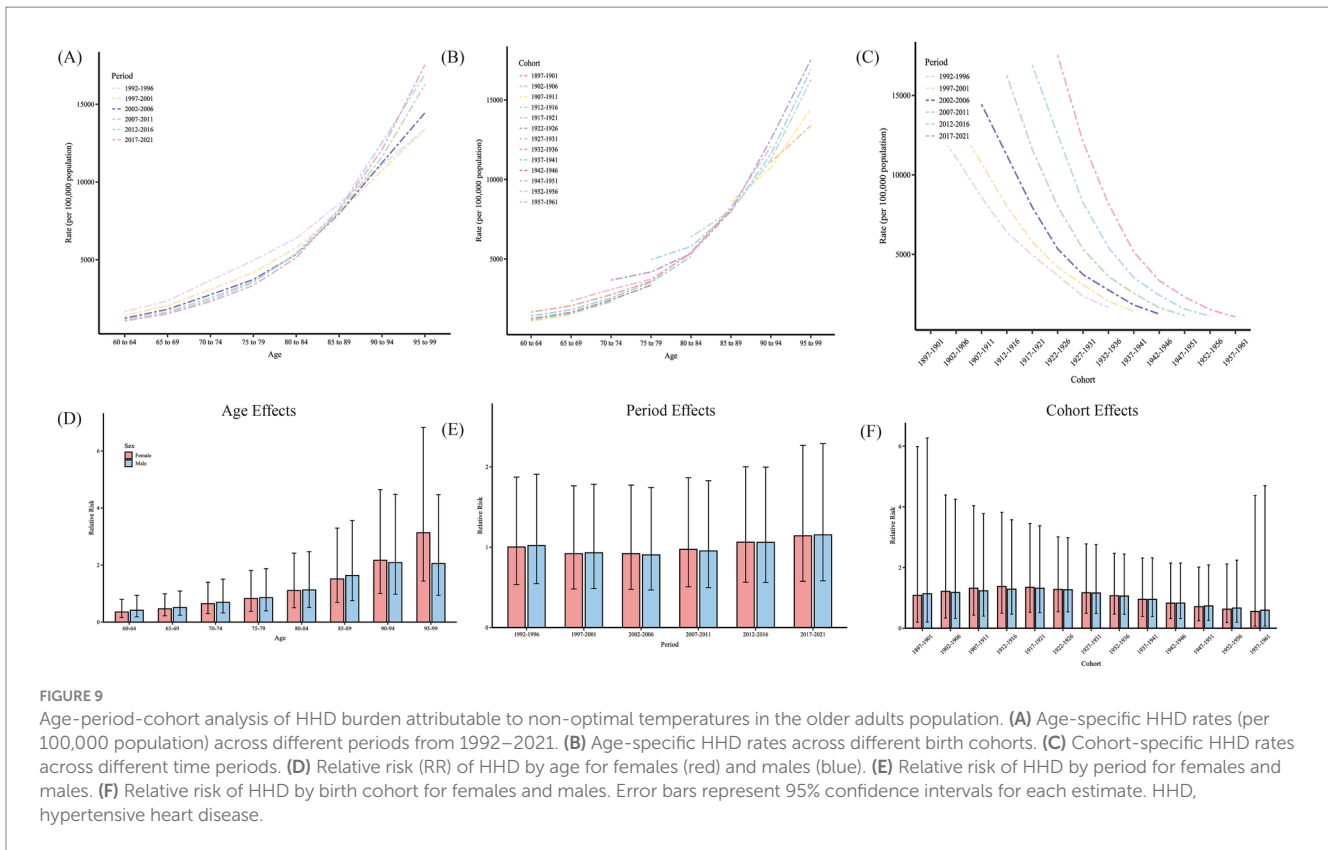 (A)
Period
1992-1996
1997-2001
2002-2006
2007-2011
2012-2016
2017-2021
Rate (per 100,000 population)
15000
10000
5000
60 to 64
65 to 69
70 to 74
75 to 79
80 to 84
85 to 89
90 to 94
95 to 99
Age
(B)
Cohort
1897-1901
1902-1906
1907-1911
1912-1916
1917-1921
1922-1926
1927-1931
1932-1936
1937-1941
1942-1946
1947-1951
1952-1956
1957-1961
Rate (per 100,000 population)
15000
10000
5000
60 to 64
65 to 69
70 to 74
75 to 79
80 to 84
85 to 89
90 to 94
95 to 99
Age
(C)
Period
1992-1996
1997-2001
2002-2006
2007-2011
2012-2016
2017-2021
Rate (per 100,000 population)
15000
10000
5000
1897-1901
1902-1906
1907-1911
1912-1916
1917-1921
1922-1926
1927-1931
1932-1936
1937-1941
1942-1946
1947-1951
1952-1956
1957-1961
Cohort
(D)
Age Effects
Sex
Female
Male
Relative Risk
6
4
2
0
60-64
65-69
70-74
75-79
80-84
85-89
90-94
95-99
Age
(E)
Period Effects
Relative Risk
2
1
0
1992-1996
1997-2001
2002-2006
2007-2011
2012-2016
2017-2021
Period
(F)
Cohort Effects
Relative Risk
6
4
2
0
1897-1901
1902-1906
1907-1911
1912-1916
1917-1921
1922-1926
1927-1931
1932-1936
1937-1941
1942-1946
1947-1951
1952-1956
1957-1961
Cohort
FIGURE 9
Age-period-cohort analysis of HHD burden attributable to non-optimal temperatures in the older adults population. (A) Age-specific HHD rates (per
100,000 population) across different periods from 1992–2021. (B) Age-specific HHD rates across different birth cohorts. (C) Cohort-specific HHD rates
across different time periods. (D) Relative risk (RR) of HHD by age for females (red) and males (blue). (E) Relative risk of HHD by period for females and
males. (F) Relative risk of HHD by birth cohort for females and males. Error bars represent 95% confidence intervals for each estimate. HHD,
hypertensive heart disease.